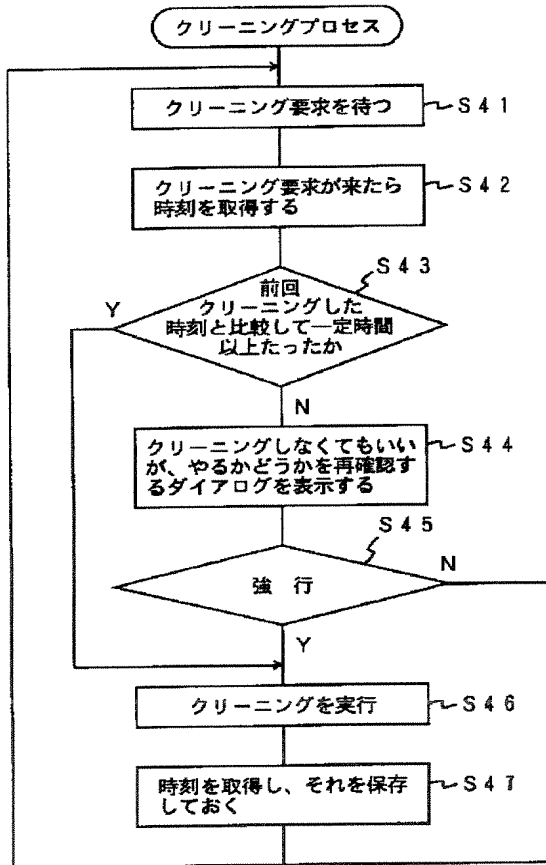 クリーニングプロセス
クリーニング要求を待つ
S41
クリーニング要求が来たら
時刻を取得する
S42
S43
前回
クリーニングした
時刻と比較して一定時間
以上たったか
Y
N
クリーニングしなくてもいい
が、やるかどうかを再確認す
るダイアログを表示する
S44
S45
強 行
N
Y
クリーニングを実行
S46
時刻を取得し、それを保存
しておく
S47